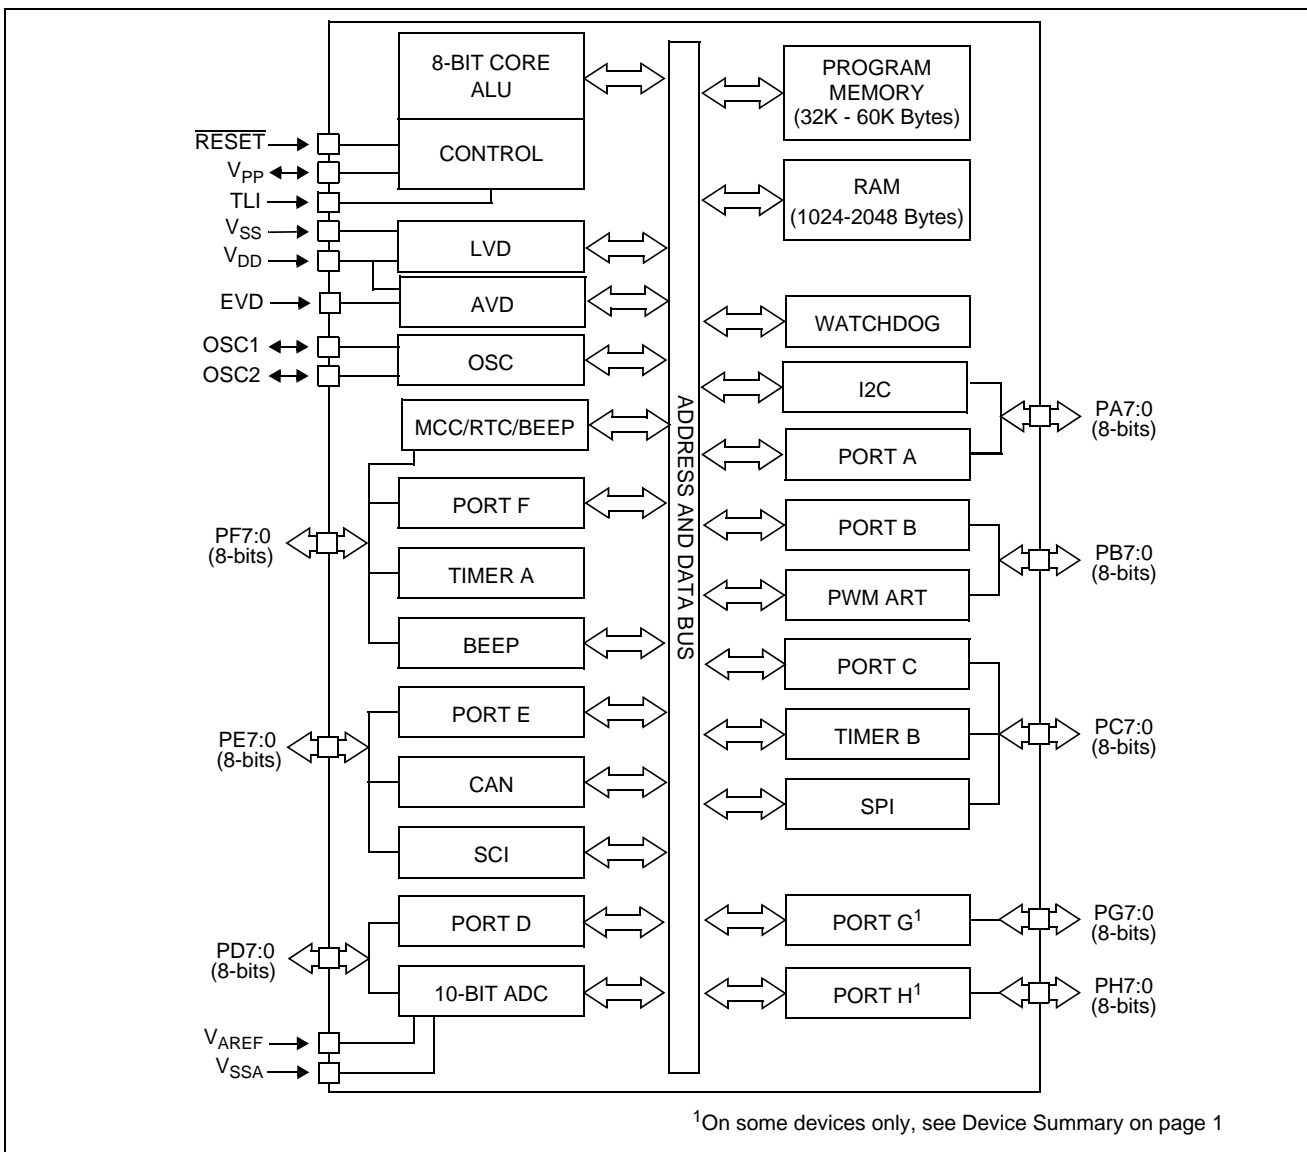 8-BIT CORE
ALU
CONTROL
RESET
VPP
TLI
VSS
VDD
EVD
OSC1
OSC2
LVD
AVD
OSC
MCC/RTC/BEEP
PORT F
TIMER A
BEEP
PF7:0
(8-bits)
PORT E
CAN
SCI
PE7:0
(8-bits)
PORT D
10-BIT ADC
PD7:0
(8-bits)
VAREF
VSSA
ADDRESS AND DATA BUS
PROGRAM
MEMORY
(32K - 60K Bytes)
RAM
(1024-2048 Bytes)
WATCHDOG
I2C
PORT A
PA7:0
(8-bits)
PORT B
PWM ART
PB7:0
(8-bits)
PORT C
TIMER B
SPI
PC7:0
(8-bits)
PORT G1
PG7:0
(8-bits)
PORT H1
PH7:0
(8-bits)
1On some devices only, see Device Summary on page 1